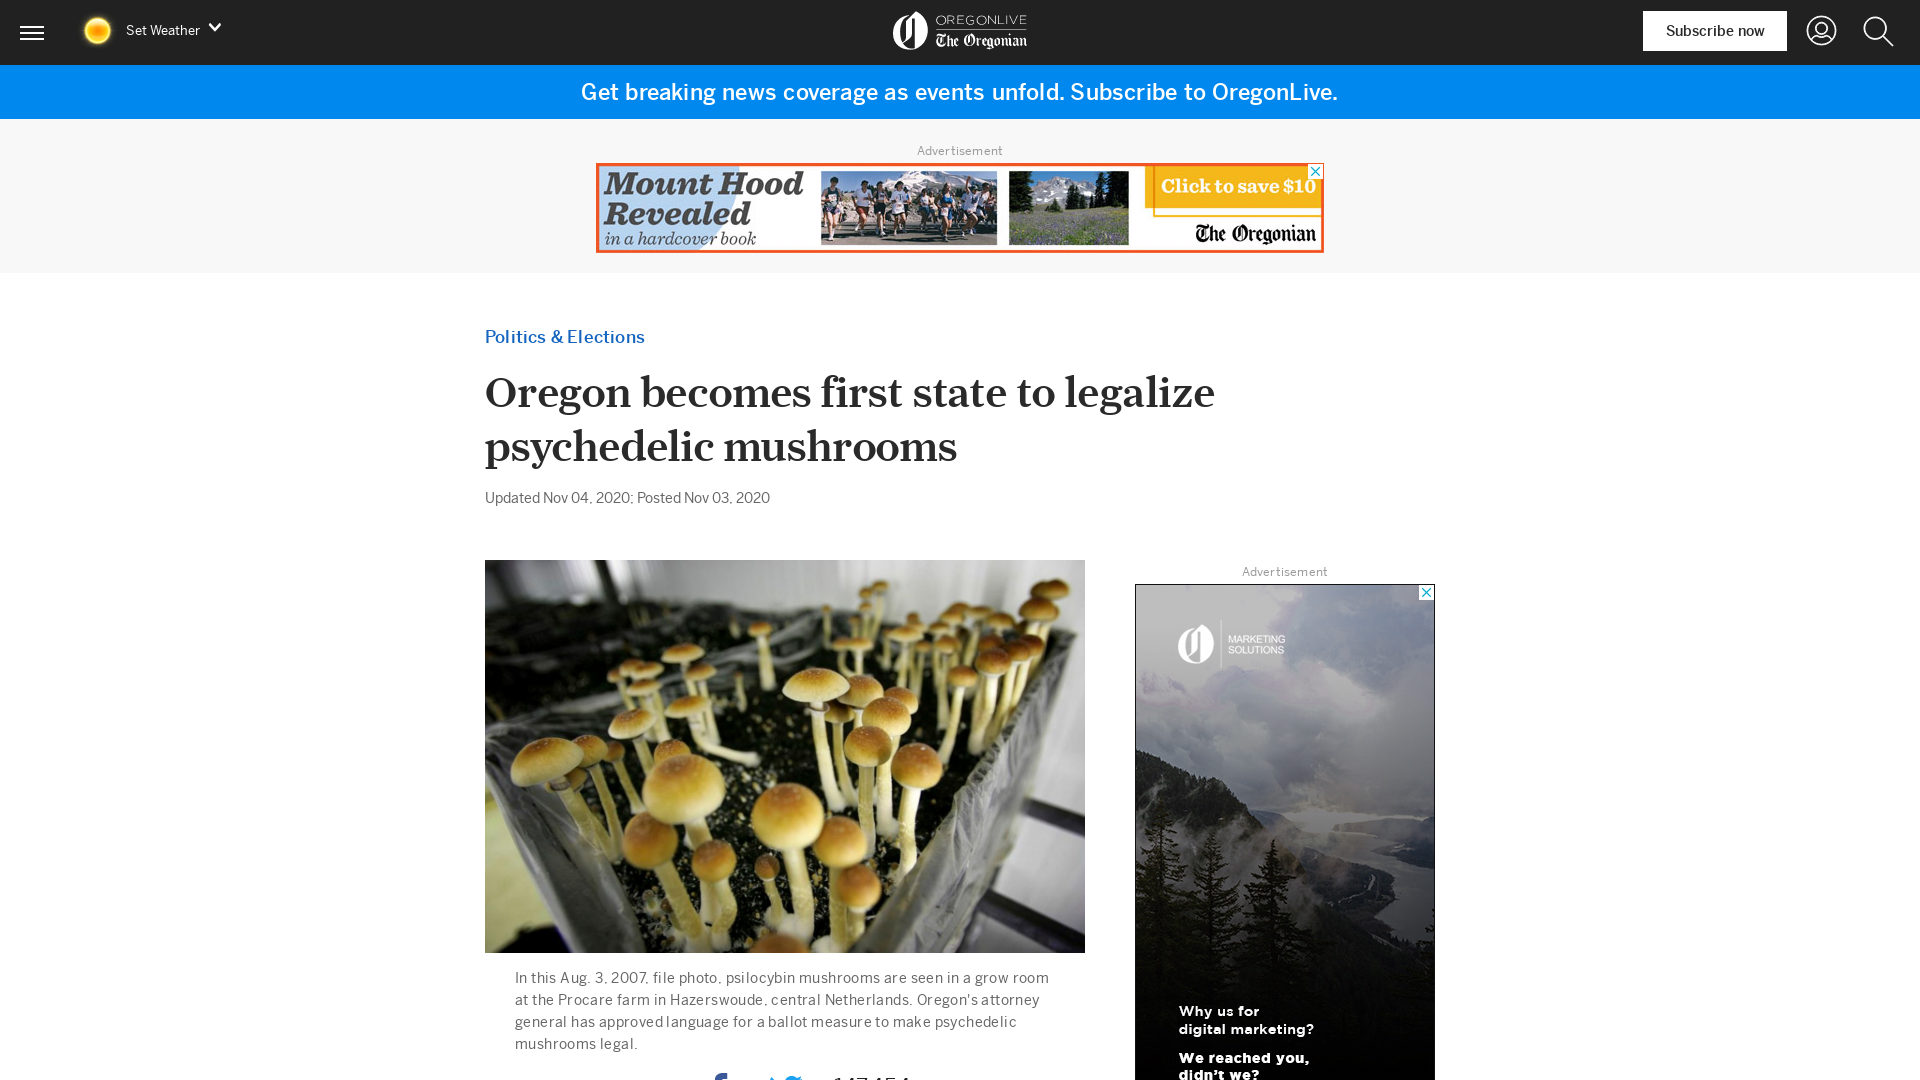 Set Weather
OREGONLIVE
The Oregonian
Subscribe now
Get breaking news coverage as events unfold. Subscribe to OregonLive.
Advertisement
Mount Hood
Revealed
in a hardcover book
Click to save $10
The Oregonian
Politics & Elections
Oregon becomes first state to legalize
psychedelic mushrooms
Updated Nov 04, 2020; Posted Nov 03, 2020
Advertisement
MARKETING
SOLUTIONS
In this Aug. 3, 2007, file photo, psilocybin mushrooms are seen in a grow room
at the Procare farm in Hazerswoude, central Netherlands. Oregon's attorney
general has approved language for a ballot measure to make psychedelic
mushrooms legal.
Why us for
digital marketing?
We reached you,
didn't we?